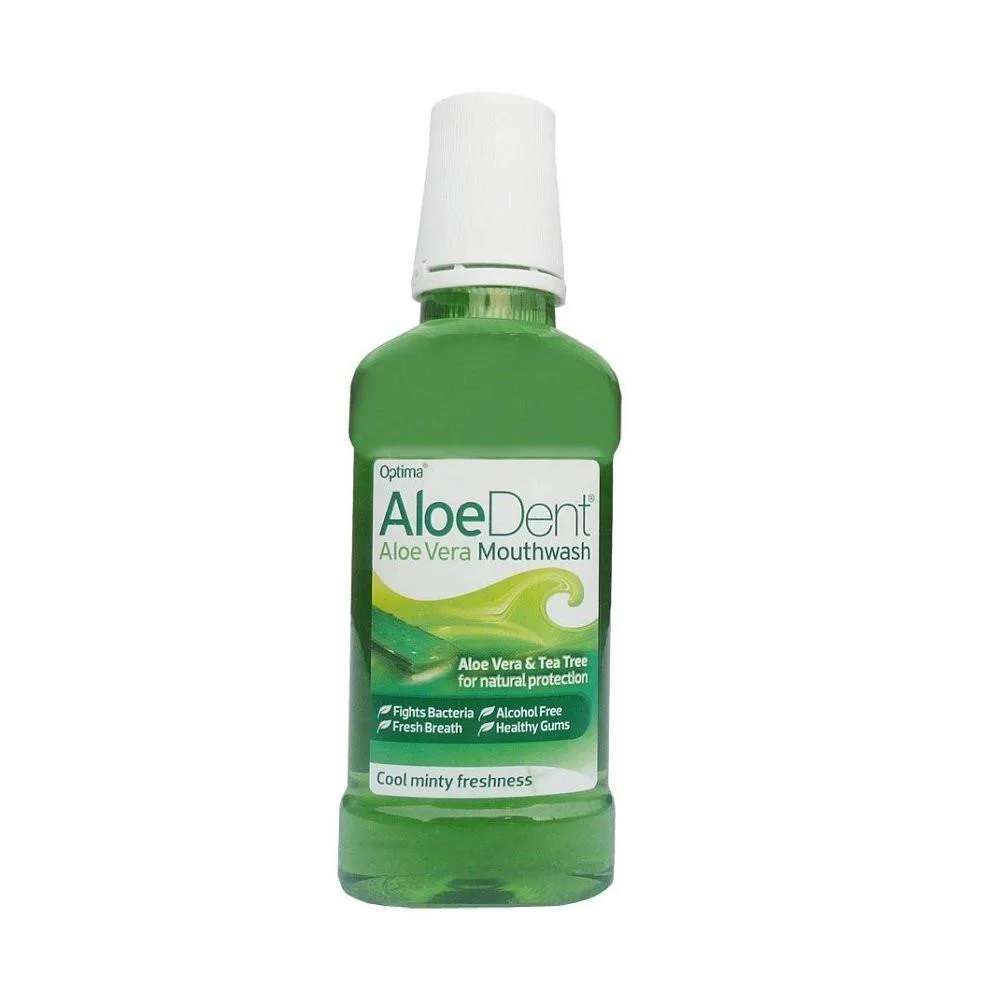 Optima®
AloeDent®
Aloe Vera Mouthwash
Aloe Vera & Tea Tree
for natural protection
Fights Bacteria Alcohol Free
Fresh Breath Healthy Gums
Cool minty freshness